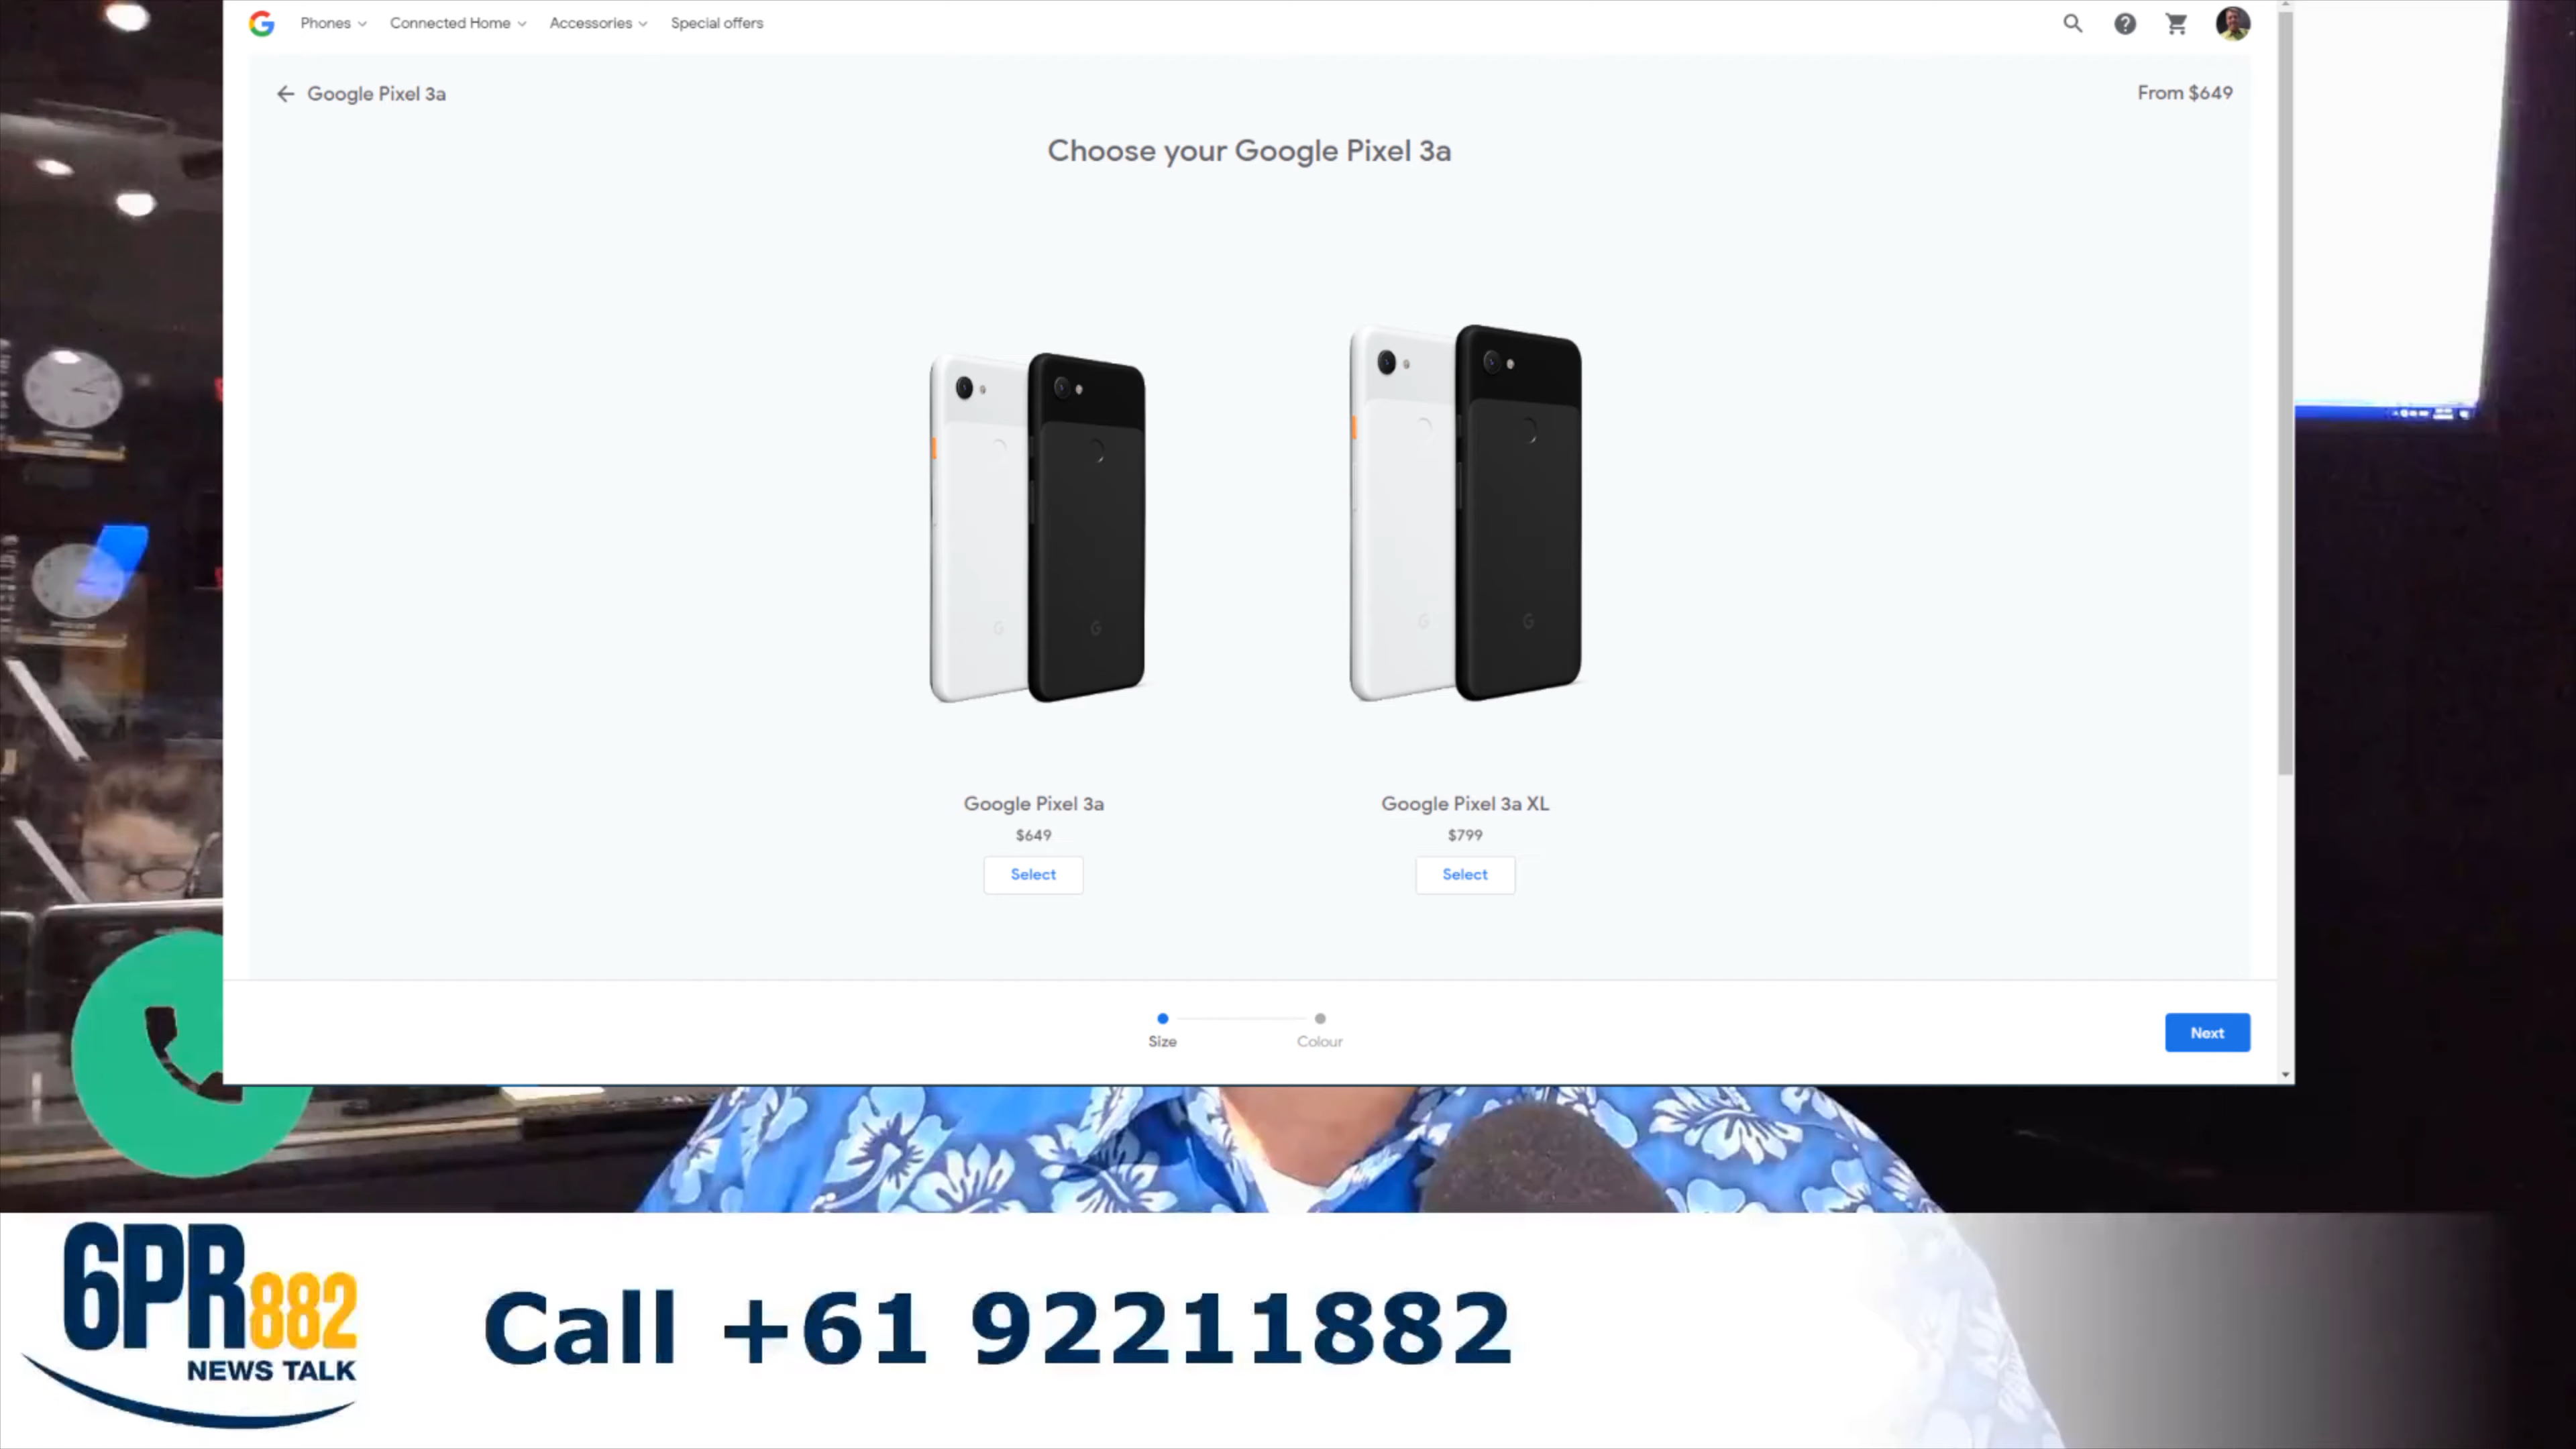 Phones Connected Home Accessories Special offers
Google Pixel 3a
From $649
Choose your Google Pixel 3a
Google Pixel 3a
$649
Select
Google Pixel 3a XL
$799
Select
Size
Colour
Next
6PR882
NEWS TALK
Call +61 92211882